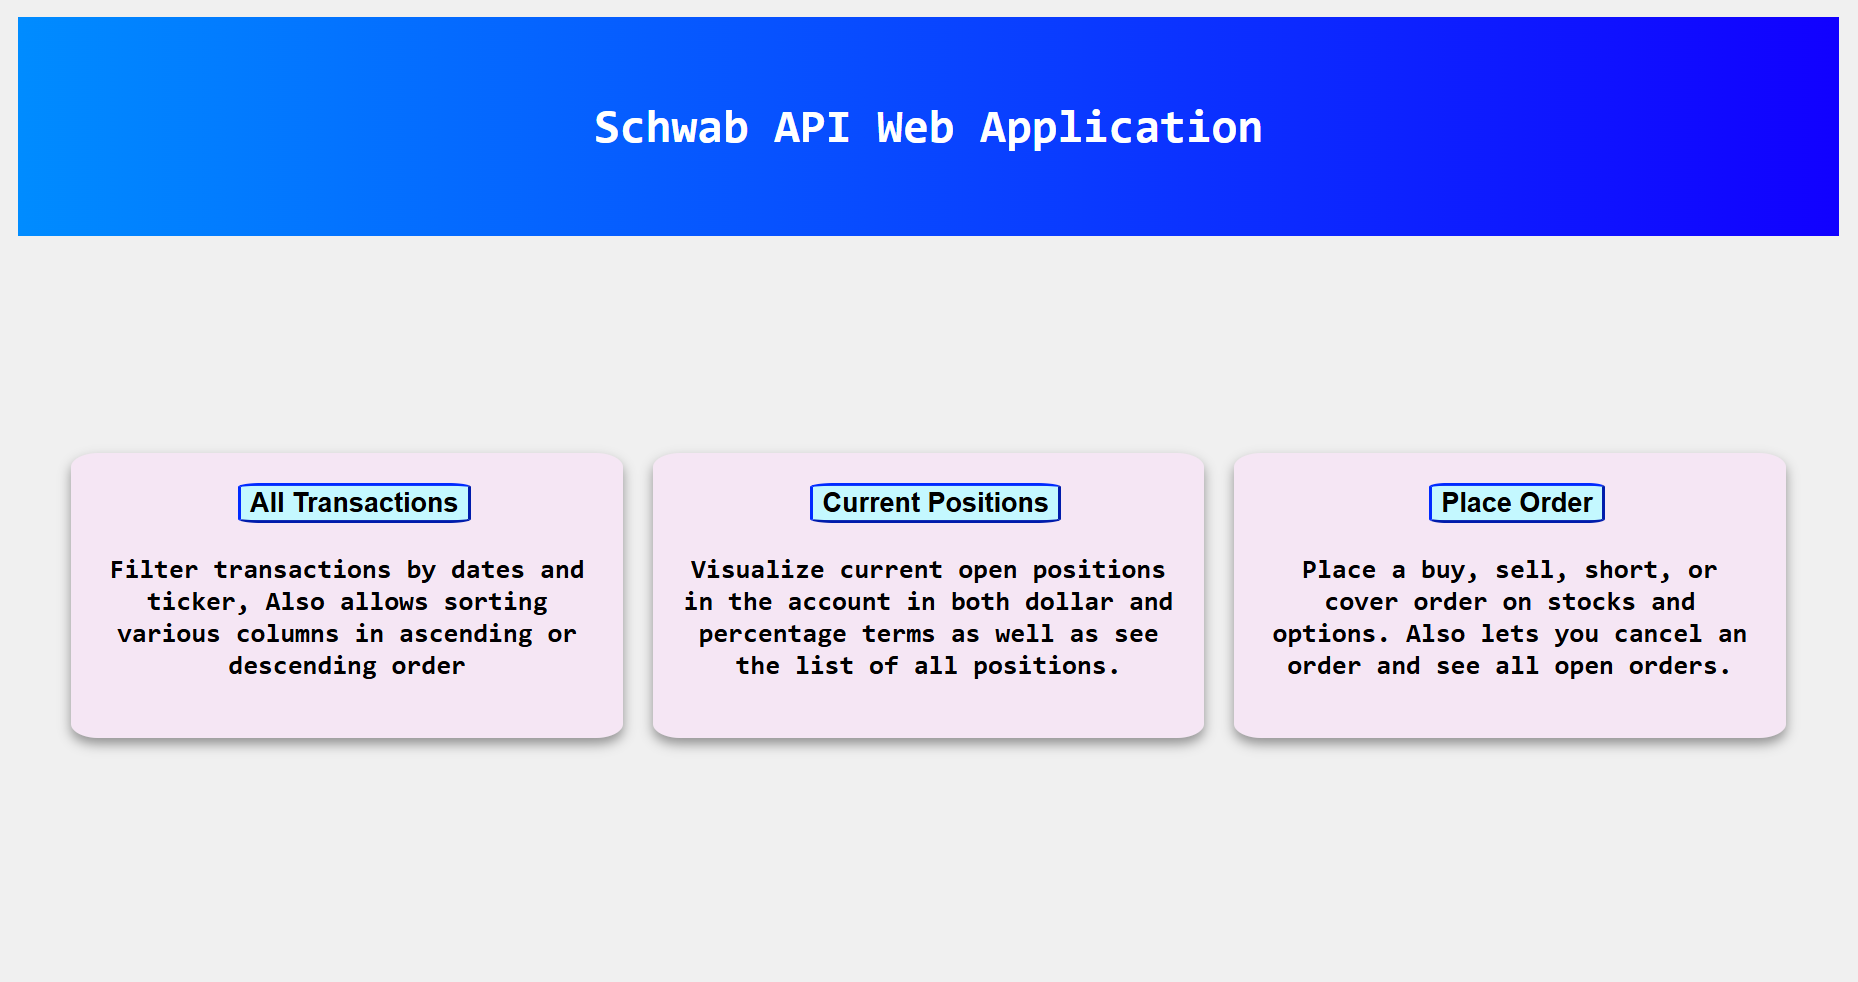 Schwab API Web Application
All Transactions
Filter transactions by dates and
ticker, Also allows sorting
various columns in ascending or
descending order
Current Positions
Visualize current open positions
in the account in both dollar and
percentage terms as well as see
the list of all positions.
Place Order
Place a buy, sell, short, or
cover order on stocks and
options. Also lets you cancel an
order and see all open orders.